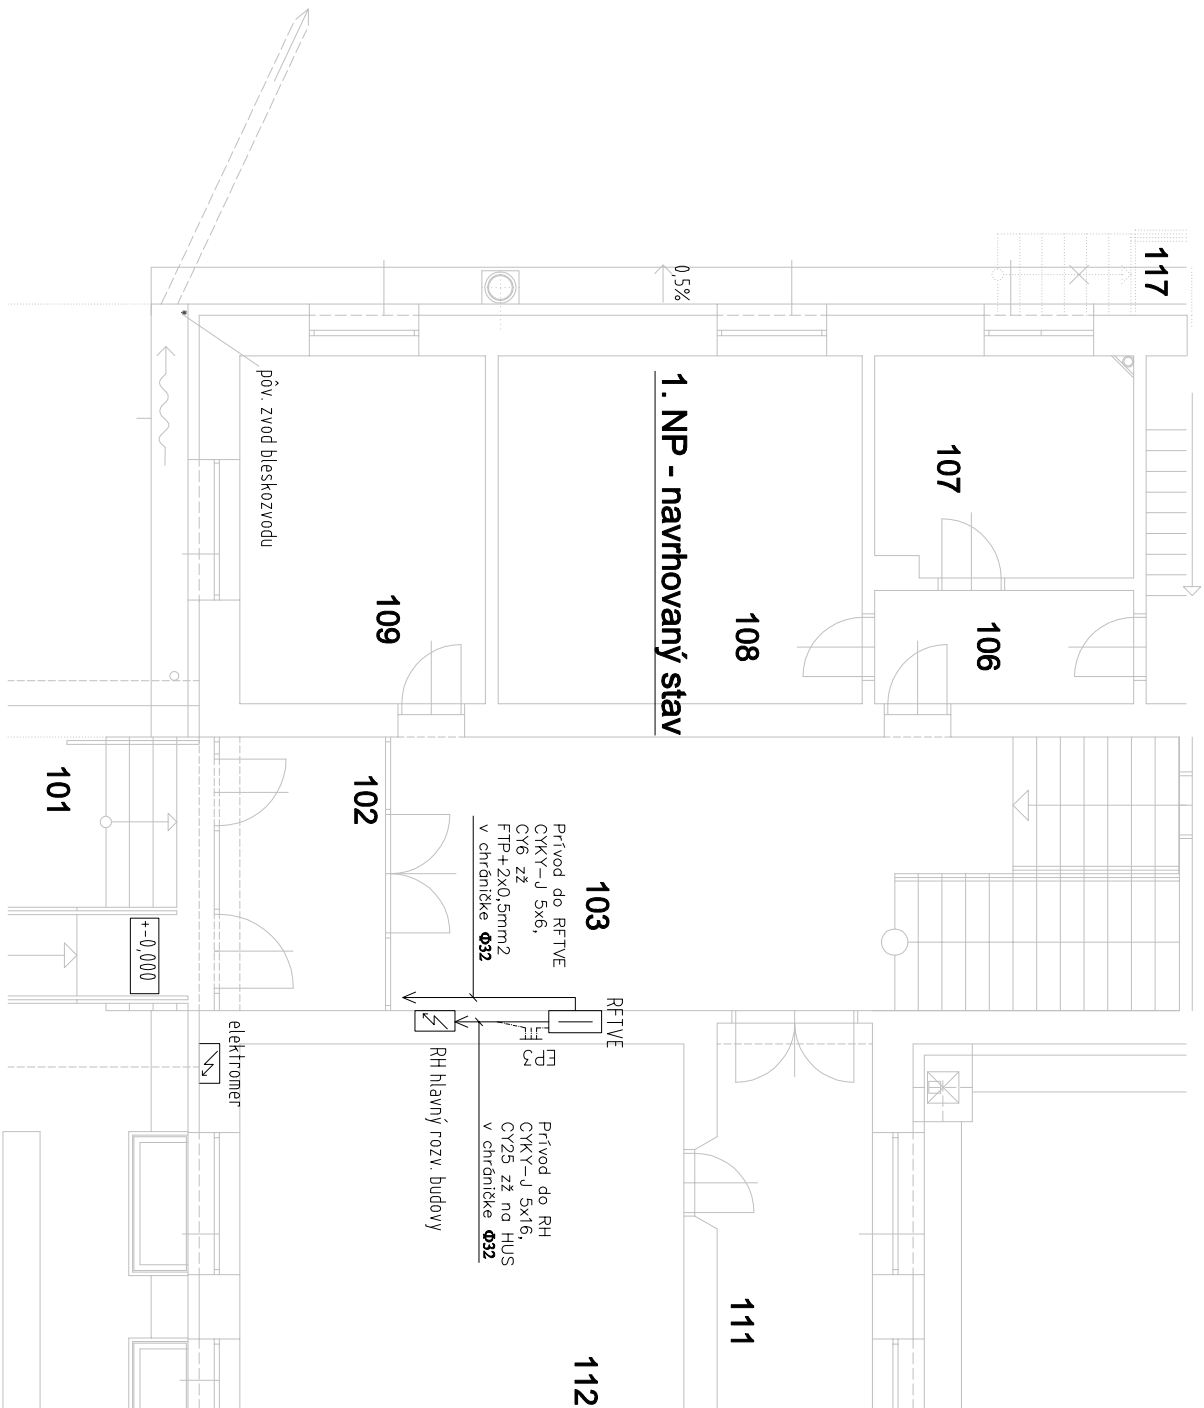 117
0,5%
1. NP - navrhovaný stav
pôv. zvod bleskozvodu
107
109
108
106
101
102
103
Prívod do RFTVE
CYKY-J 5x6,
CY6 zž
FTP+2x0,5mm2
v chráničke Φ32
+-0,000
RFTVE
EP3
elektromer
RH hlavný rozv. budovy
Prívod do RH
CYKY-J 5x16,
CY25 zž na HUS
v chráničke Φ32
111
112